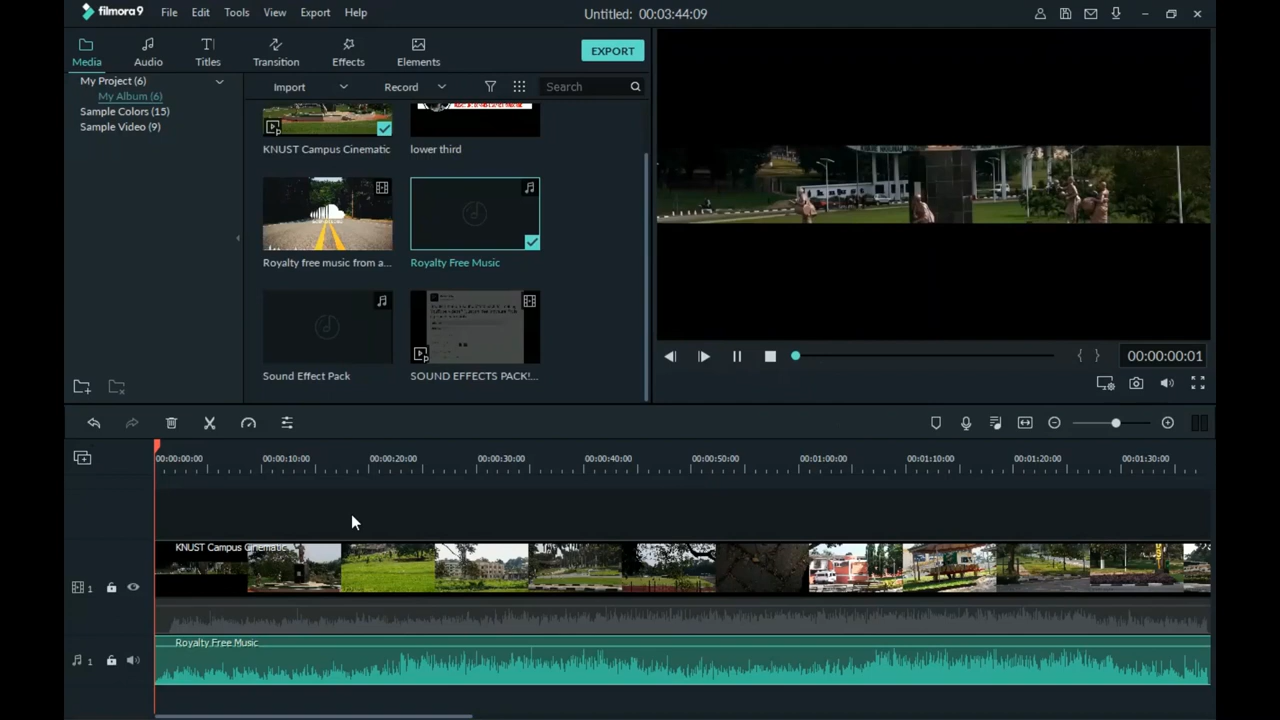 filmora9 File Edit Tools View Export Help Untitled: 00:03:44:09
Media Audio Titles Transition Effects Elements EXPORT
My Project (6)
My Album (6)
Sample Colors (15)
Sample Video (9)
Import Record Search
KNUST Campus Cinematic lower third
Royalty free music from a... Royalty Free Music
Sound Effect Pack SOUND EFFECTS PACK!...
{ } 00:00:00:01
00:00:00:00 00:00:10:00 00:00:20:00 00:00:30:00 00:00:40:00 00:00:50:00 00:01:00:00 00:01:10:00 00:01:20:00 00:01:30:00
KNUST Campus Cinematic
1
Royalty Free Music
1